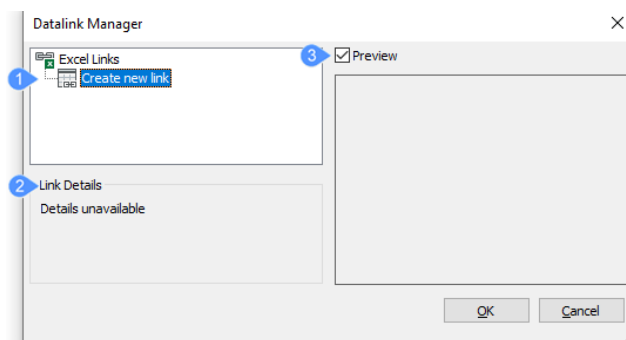 Datalink Manager
Excel Links
1 Create new link
3 Preview
2 Link Details
Details unavailable
OK
Cancel